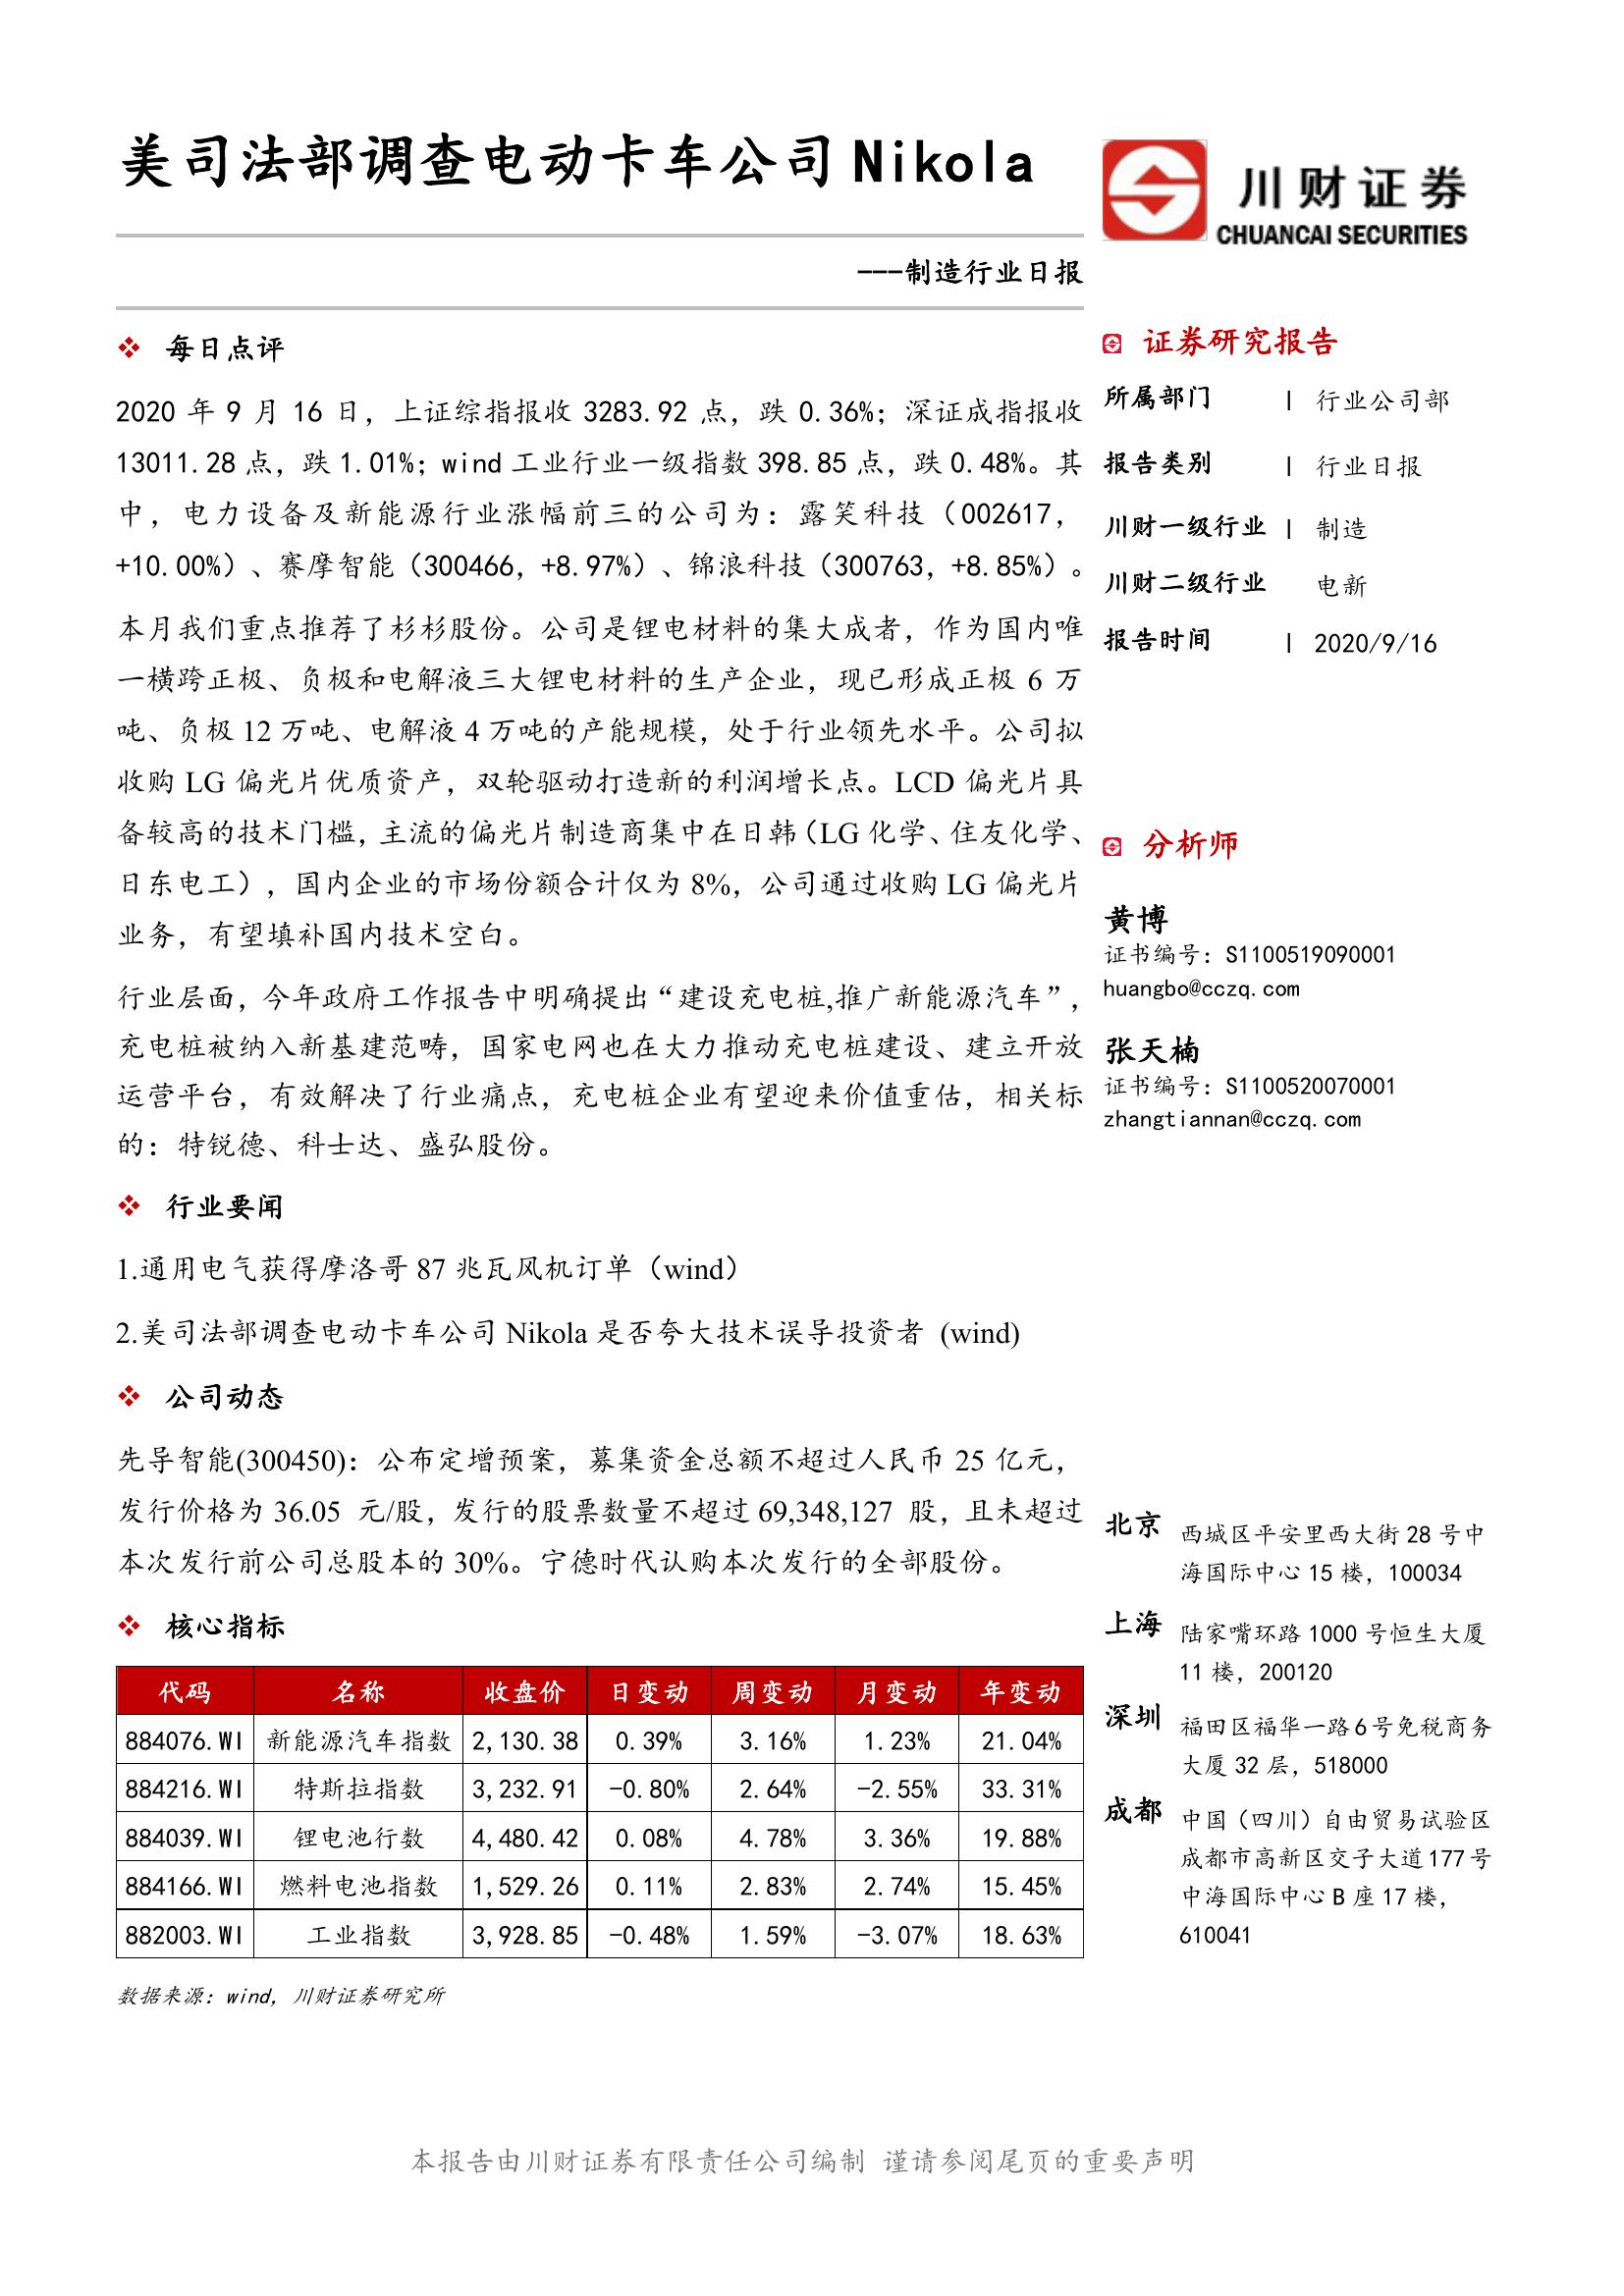 美司法部调查电动卡车公司Nikola
---制造行业日报
川财证券
CHUANCAI SECURITIES
每日点评
2020 年 9 月 16 日，上证综指报收 3283.92 点，跌 0.36%；深证成指报收
13011.28 点，跌 1.01%；wind 工业行业一级指数 398.85 点，跌 0.48%。其
中，电力设备及新能源行业涨幅前三的公司为：露笑科技（002617，
+10.00%）、赛摩智能（300466，+8.97%）、锦浪科技（300763，+8.85%）。
本月我们重点推荐了杉杉股份。公司是锂电材料的集大成者，作为国内唯
一横跨正极、负极和电解液三大锂电材料的生产企业，现已形成正极 6 万
吨、负极 12 万吨、电解液 4 万吨的产能规模，处于行业领先水平。公司拟
收购 LG 偏光片优质资产，双轮驱动打造新的利润增长点。LCD 偏光片具
备较高的技术门槛，主流的偏光片制造商集中在日韩（LG 化学、住友化学、
日东电工），国内企业的市场份额合计仅为 8%，公司通过收购 LG 偏光片
业务，有望填补国内技术空白。
行业层面，今年政府工作报告中明确提出“建设充电桩,推广新能源汽车”，
充电桩被纳入新基建范畴，国家电网也在大力推动充电桩建设、建立开放
运营平台，有效解决了行业痛点，充电桩企业有望迎来价值重估，相关标
的：特锐德、科士达、盛弘股份。
行业要闻
1.通用电气获得摩洛哥 87 兆瓦风机订单（wind）
2.美司法部调查电动卡车公司 Nikola 是否夸大技术误导投资者 (wind)
公司动态
先导智能(300450)：公布定增预案，募集资金总额不超过人民币 25 亿元，
发行价格为 36.05 元/股，发行的股票数量不超过 69,348,127 股，且未超过
本次发行前公司总股本的 30%。宁德时代认购本次发行的全部股份。
核心指标
代码 名称 收盘价 日变动 周变动 月变动 年变动
884076.WI 新能源汽车指数 2,130.38 0.39% 3.16% 1.23% 21.04%
884216.WI 特斯拉指数 3,232.91 -0.80% 2.64% -2.55% 33.31%
884039.WI 锂电池行数 4,480.42 0.08% 4.78% 3.36% 19.88%
884166.WI 燃料电池指数 1,529.26 0.11% 2.83% 2.74% 15.45%
882003.WI 工业指数 3,928.85 -0.48% 1.59% -3.07% 18.63%
数据来源：wind，川财证券研究所
证券研究报告
所属部门 | 行业公司部
报告类别 | 行业日报
川财一级行业 | 制造
川财二级行业 电新
报告时间 | 2020/9/16
分析师
黄博
证书编号：S1100519090001
huangbo@cczq.com
张天楠
证书编号：S1100520070001
zhangtiannan@cczq.com
北京 西城区平安里西大街 28 号中
海国际中心 15 楼，100034
上海 陆家嘴环路 1000 号恒生大厦
11 楼，200120
深圳 福田区福华一路 6 号免税商务
大厦 32 层，518000
成都 中国（四川）自由贸易试验区
成都市高新区交子大道 177 号
中海国际中心 B 座 17 楼，
610041
本报告由川财证券有限责任公司编制 谨请参阅尾页的重要声明